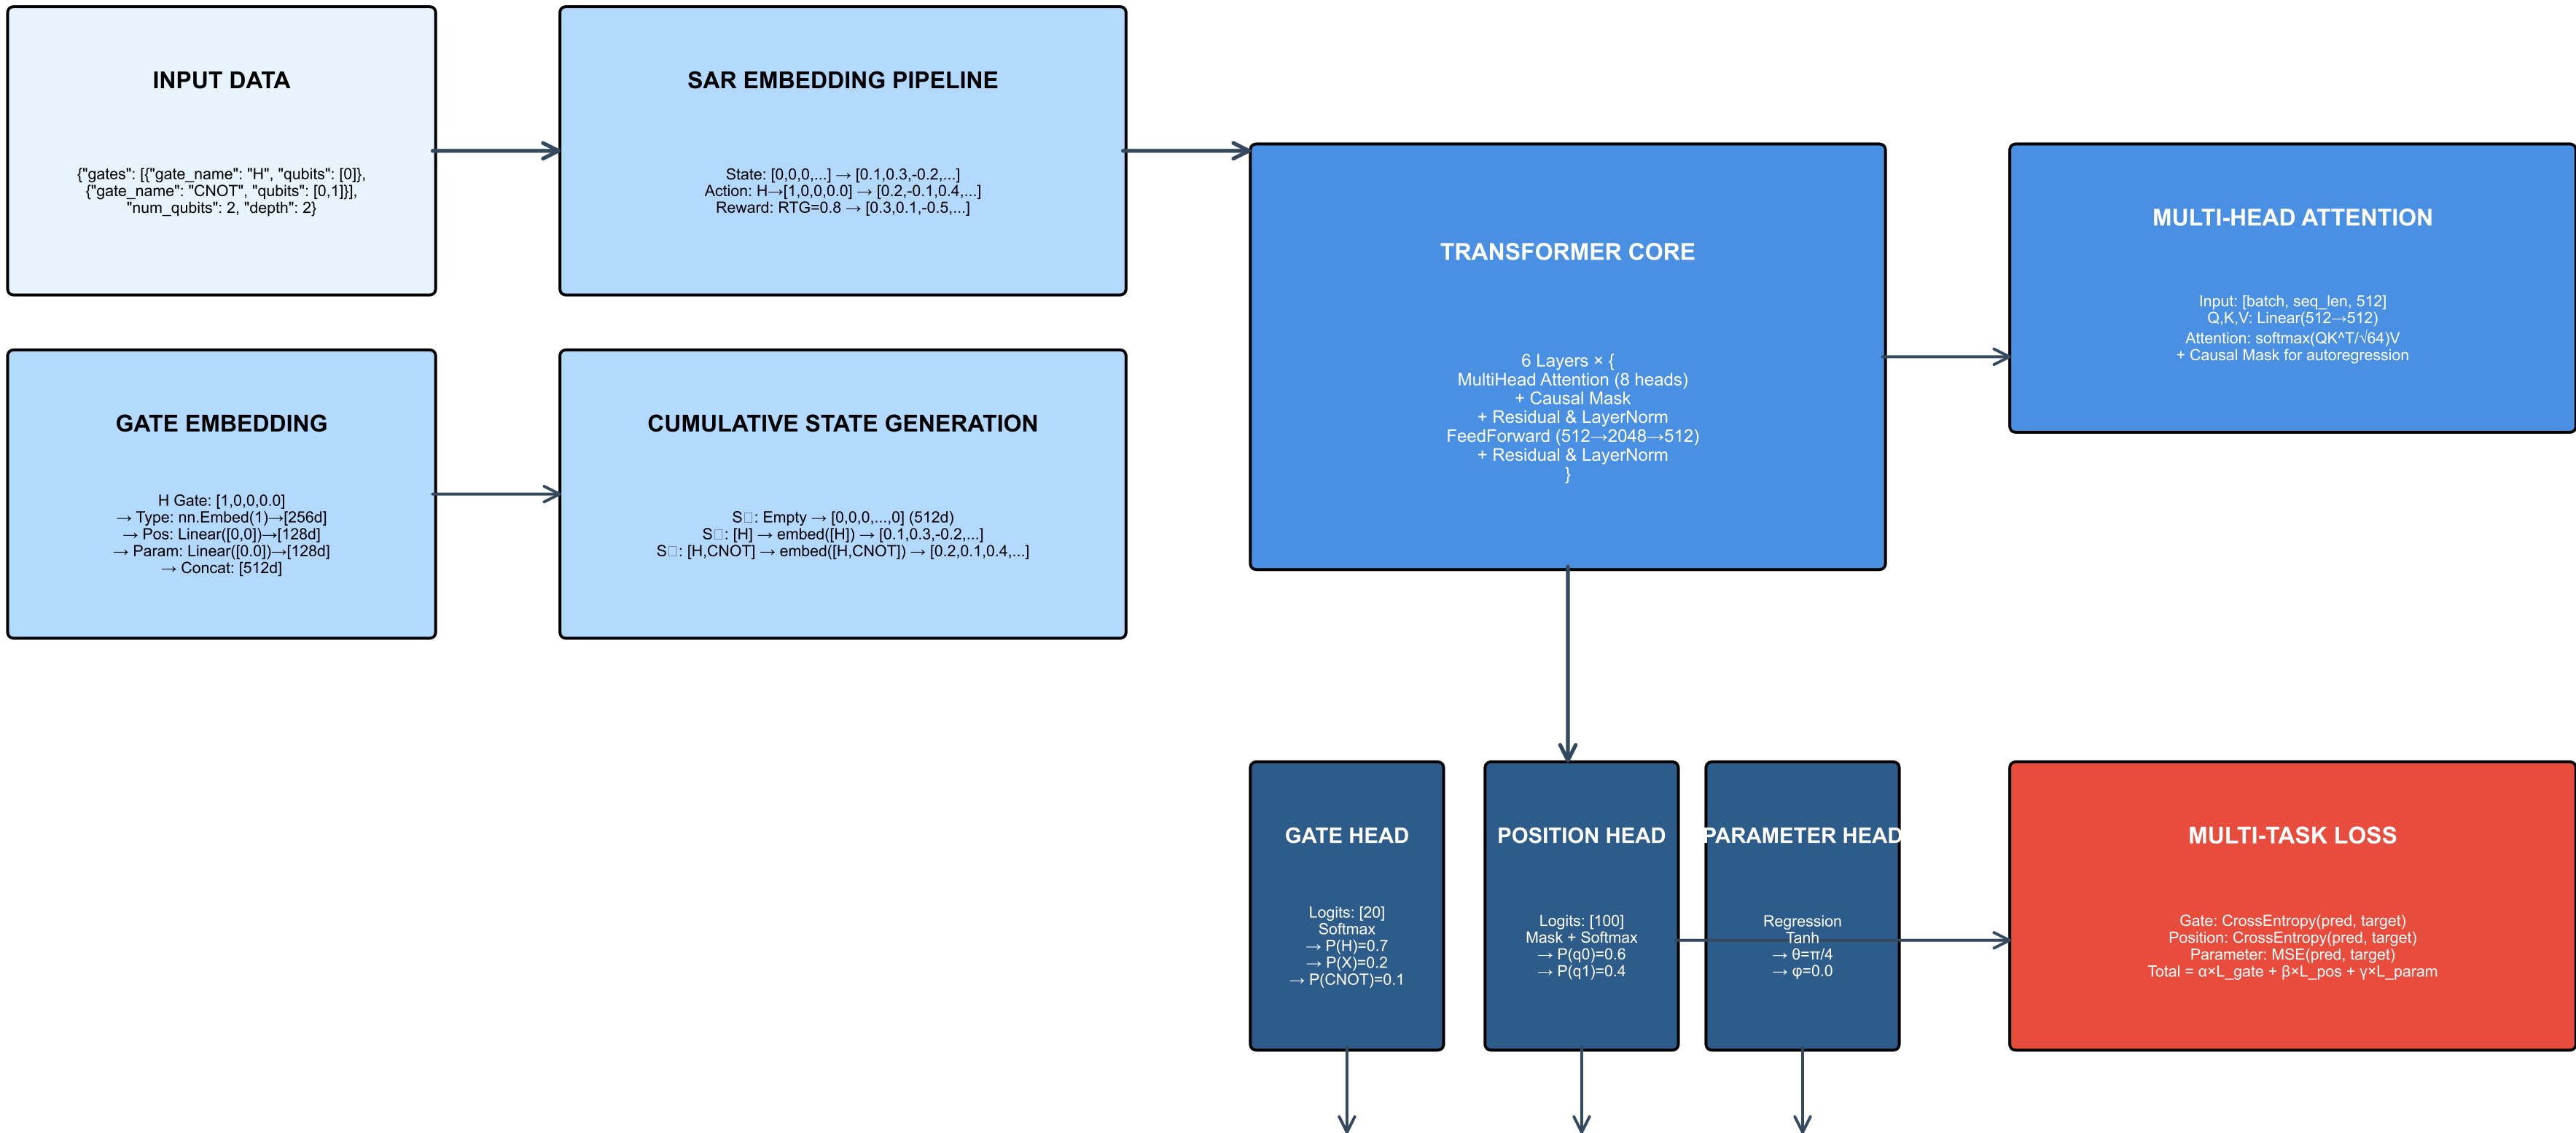 INPUT DATA
{"gates": [{"gate_name": "H", "qubits": [0]},
{"gate_name": "CNOT", "qubits": [0,1]}],
"num_qubits": 2, "depth": 2}
SAR EMBEDDING PIPELINE
State: [0,0,0,...] → [0.1,0.3,-0.2,...]
Action: H→[1,0,0,0.0] → [0.2,-0.1,0.4,...]
Reward: RTG=0.8 → [0.3,0.1,-0.5,...]
GATE EMBEDDING
H Gate: [1,0,0,0.0]
→ Type: nn.Embed(1)→[256d]
→ Pos: Linear([0,0])→[128d]
→ Param: Linear([0.0])→[128d]
→ Concat: [512d]
CUMULATIVE STATE GENERATION
S□: Empty → [0,0,0,...,0] (512d)
S□: [H] → embed([H]) → [0.1,0.3,-0.2,...]
S□: [H,CNOT] → embed([H,CNOT]) → [0.2,0.1,0.4,...]
TRANSFORMER CORE
6 Layers × {
MultiHead Attention (8 heads)
+ Causal Mask
+ Residual & LayerNorm
FeedForward (512→2048→512)
+ Residual & LayerNorm
}
MULTI-HEAD ATTENTION
Input: [batch, seq_len, 512]
Q,K,V: Linear(512→512)
Attention: softmax(QK^T/√64)V
+ Causal Mask for autoregression
GATE HEAD
Logits: [20]
Softmax
→ P(H)=0.7
→ P(X)=0.2
→ P(CNOT)=0.1
POSITION HEAD
Logits: [100]
Mask + Softmax
→ P(q0)=0.6
→ P(q1)=0.4
PARAMETER HEAD
Regression
Tanh
→ θ=π/4
→ φ=0.0
MULTI-TASK LOSS
Gate: CrossEntropy(pred, target)
Position: CrossEntropy(pred, target)
Parameter: MSE(pred, target)
Total = α×L_gate + β×L_pos + γ×L_param